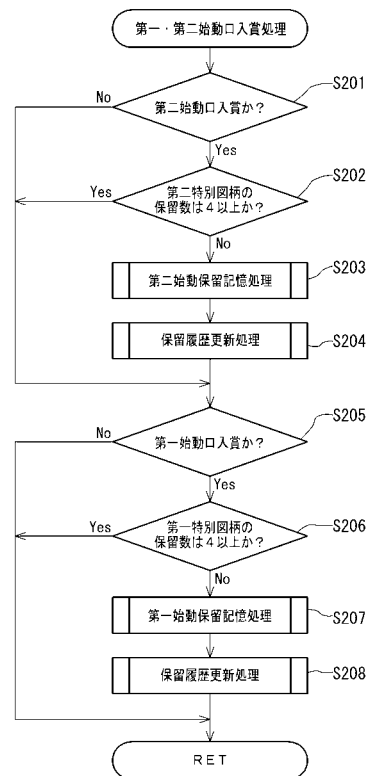 第一・第二始動口入賞処理
S201
No
第二始動口入賞か?
Yes
S202
Yes
第二特別図柄の
保留数は4以上か?
No
S203
第二始動保留記憶処理
S204
保留履歴更新処理
S205
No
第一始動口入賞か?
Yes
S206
Yes
第一特別図柄の
保留数は4以上か?
No
S207
第一始動保留記憶処理
S208
保留履歴更新処理
RET